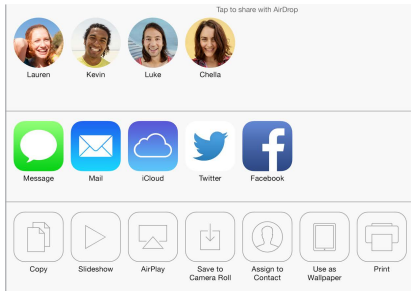 Tap to share with AirDrop
Lauren Kevin Luke Chella
Message Mail iCloud Twitter Facebook
Copy Slideshow AirPlay Save to Assign to Use as Print
Camera Roll Contact Wallpaper